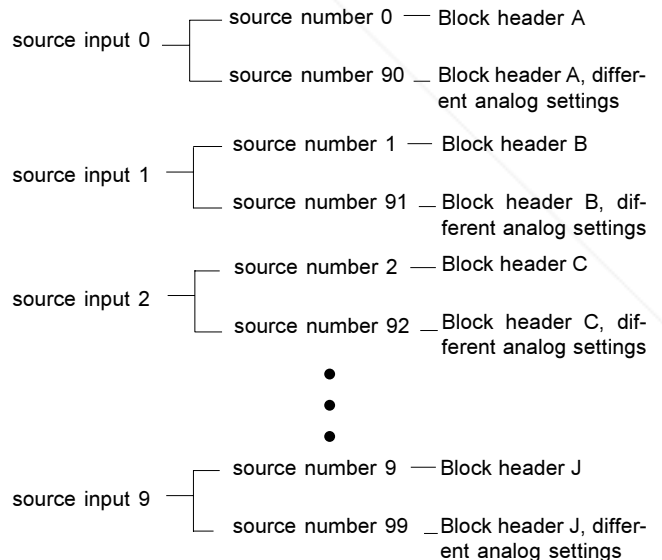 source input 0
source number 0
Block header A
source number 90
Block header A, differ-
ent analog settings
source input 1
source number 1
Block header B
source number 91
Block header B, dif-
ferent analog settings
source input 2
source number 2
Block header C
source number 92
Block header C, dif-
ferent analog settings
source input 9
source number 9
Block header J
source number 99
Block header J, differ-
ent analog settings